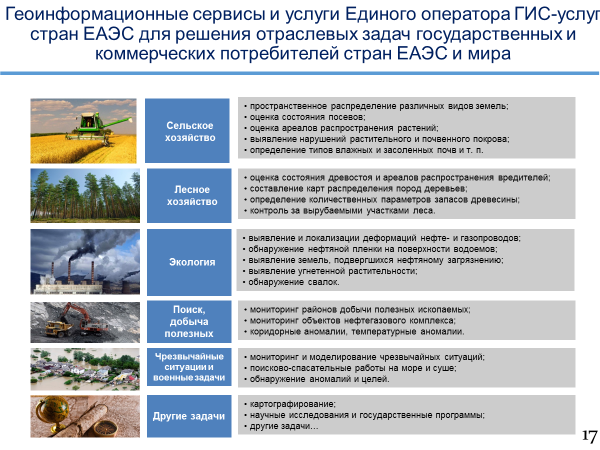 Геоинформационные сервисы и услуги Единого оператора ГИС-услуг
стран ЕАЭС для решения отраслевых задач государственных и
коммерческих потребителей стран ЕАЭС и мира
Сельское
хозяйство
• пространственное распределение различных видов земель;
• оценка состояния посевов;
• оценка ареалов распространения растений;
• выявление нарушений растительного и почвенного покрова;
• определение типов влажных и засоленных почв и т. п.
Лесное
хозяйство
• оценка состояния древостоя и ареалов распространения вредителей;
• составление карт распределения пород деревьев;
• определение количественных параметров запасов древесины;
• контроль за вырубаемыми участками леса.
Экология
• выявление и локализации деформаций нефте- и газопроводов;
• обнаружение нефтяной пленки на поверхности водоемов;
• выявление земель, подвергшихся нефтяному загрязнению;
• выявление угнетенной растительности;
• обнаружение свалок.
Поиск,
добыча
полезных
• мониторинг районов добычи полезных ископаемых;
• мониторинг объектов нефтегазового комплекса;
• коридорные аномалии, температурные аномалии.
Чрезвычайные
ситуации и
военные задачи
• мониторинг и моделирование чрезвычайных ситуаций;
• поисково-спасательные работы на море и суше;
• обнаружение аномалий и целей.
Другие задачи
• картографирование;
• научные исследования и государственные программы;
• другие задачи…
17